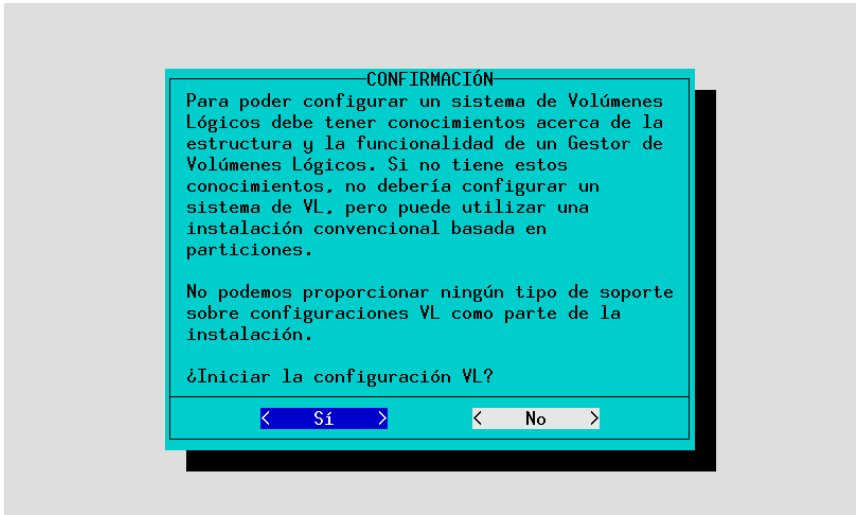 CONFIRMACIÓN
Para poder configurar un sistema de Volúmenes
Lógicos debe tener conocimientos acerca de la
estructura y la funcionalidad de un Gestor de
Volúmenes Lógicos. Si no tiene estos
conocimientos, no debería configurar un
sistema de VL, pero puede utilizar una
instalación convencional basada en
particiones.
No podemos proporcionar ningún tipo de soporte
sobre configuraciones VL como parte de la
instalación.
¿Iniciar la configuración VL?
< Sí > < No >